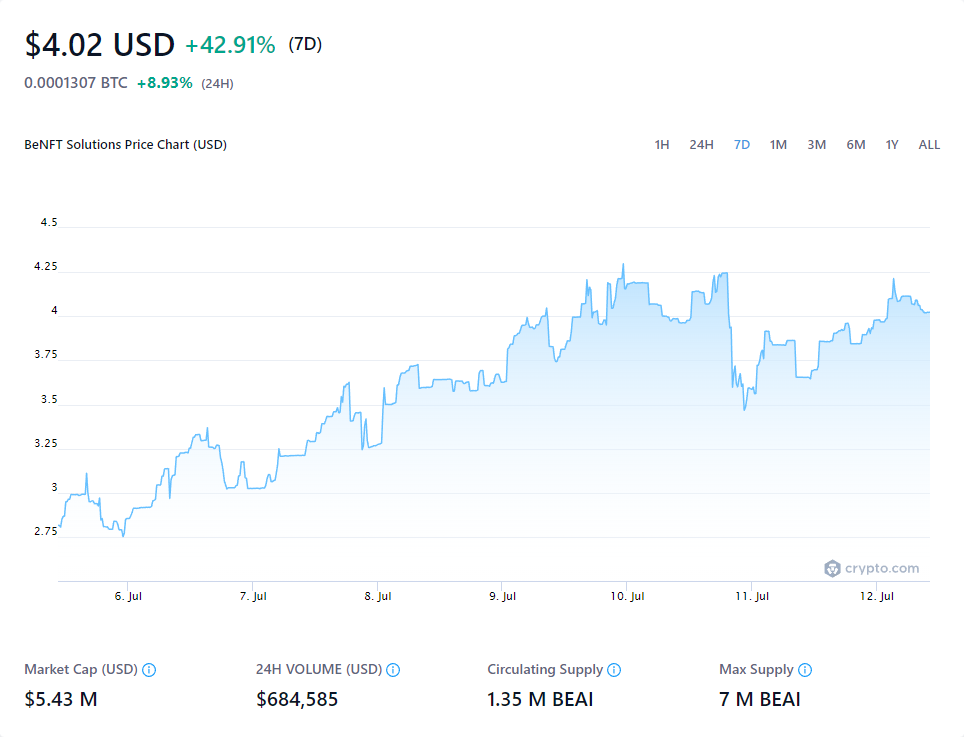 $4.02 USD +42.91% (7D)
0.0001307 BTC +8.93% (24H)
BeNFT Solutions Price Chart (USD) 1H 24H 7D 1M 3M 6M 1Y ALL
4.5
4.25
4
3.75
3.5
3.25
3
2.75
crypto.com
6. Jul 7. Jul 8. Jul 9. Jul 10. Jul 11. Jul 12. Jul
Market Cap (USD) 24H VOLUME (USD) Circulating Supply Max Supply
$5.43 M $684,585 1.35 M BEAI 7 M BEAI